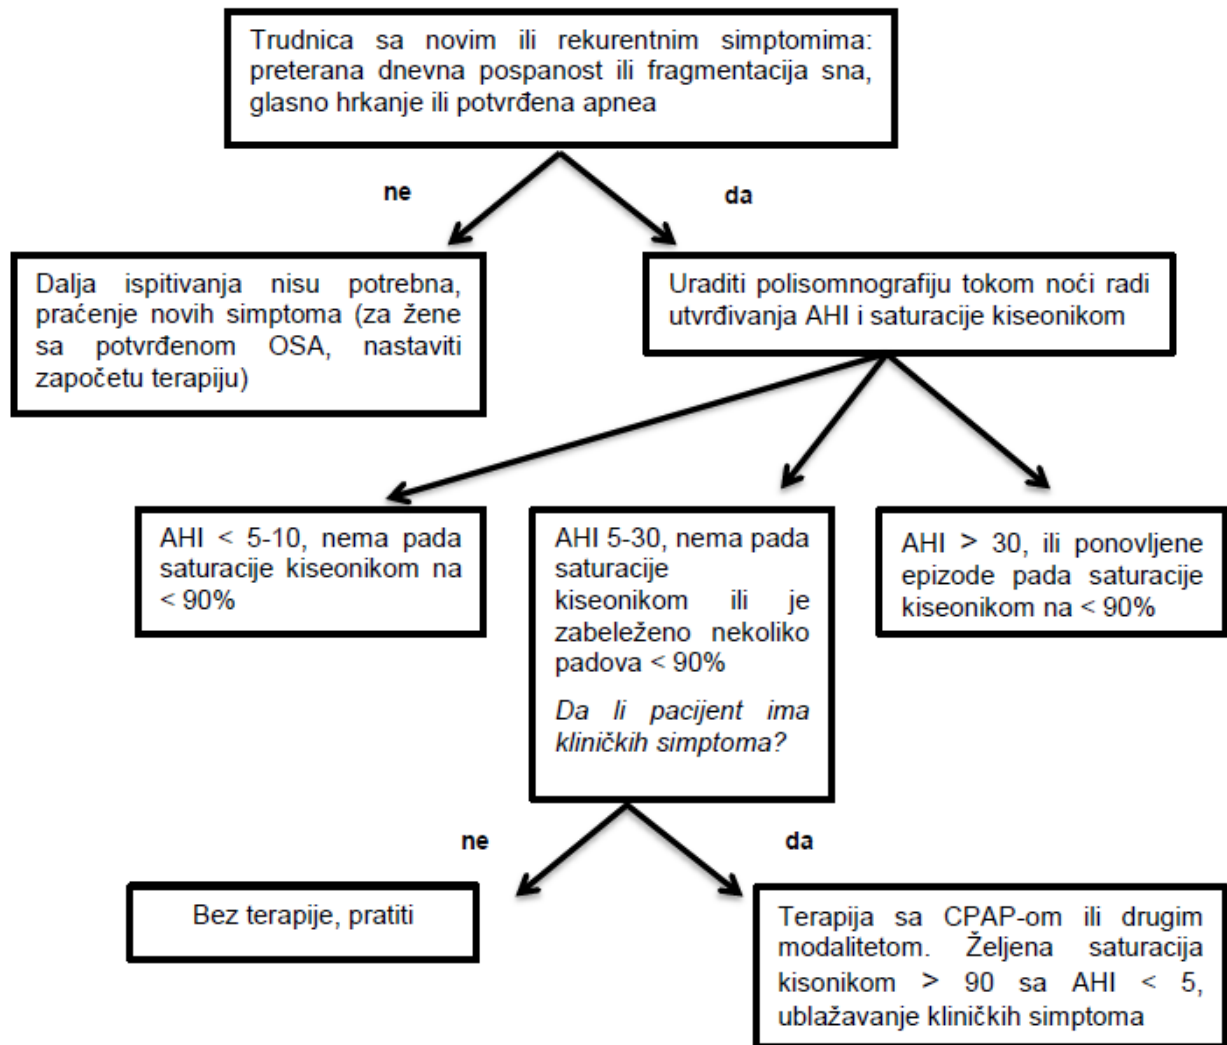 Trudnica sa novim ili rekurentnim simptomima:
preterana dnevna pospanost ili fragmentacija sna,
glasno hrkanje ili potvrđena apnea
ne
da
Dalja ispitivanja nisu potrebna,
praćenje novih simptoma (za žene
sa potvrđenom OSA, nastaviti
započetu terapiju)
Uraditi polisomnografiju tokom noći radi
utvrđivanja AHI i saturacije kiseonikom
AHI < 5-10, nema pada
saturacije kiseonikom na
< 90%
AHI 5-30, nema pada
saturacije
kiseonikom ili je
zabeleženo nekoliko
padova < 90%
Da li pacijent ima
kliničkih simptoma?
AHI > 30, ili ponovljene
epizode pada saturacije
kiseonikom na < 90%
ne
da
Bez terapije, pratiti
Terapija sa CPAP-om ili drugim
modalitetom. Željena saturacija
kisonikom > 90 sa AHI < 5,
ublažavanje kliničkih simptoma